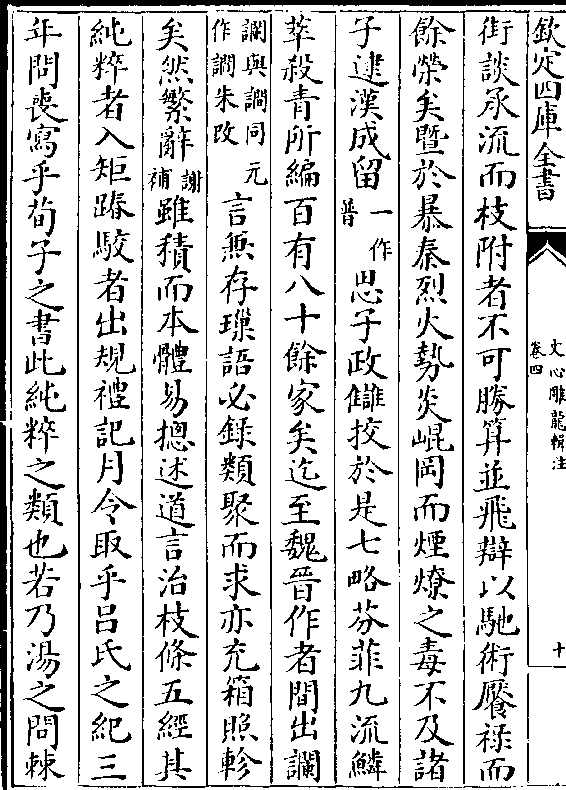 欽定四庫全書
文心雕龍輯注
卷四
十
街談承流而枝附者不可勝算並飛辯以馳術饜祿而
餘榮矣暨於暴秦烈火勢炎崐岡而煙燎之毒不及諸
子逮漢成留一作普思子政讎挍於是七略芬菲九流鱗
萃殺青所編百有八十餘家矣迄至魏晉作者間出讕
讕與譋同元作調朱改言兼存璅語必録類聚而求亦充箱照軫
矣然繁辭謝補雖積而本體易揔述道言治枝條五經其
純粹者入矩踳駮者出規禮記月令取乎呂氏之紀三
年問喪寫乎荀子之書此純粹之類也若乃湯之問棘